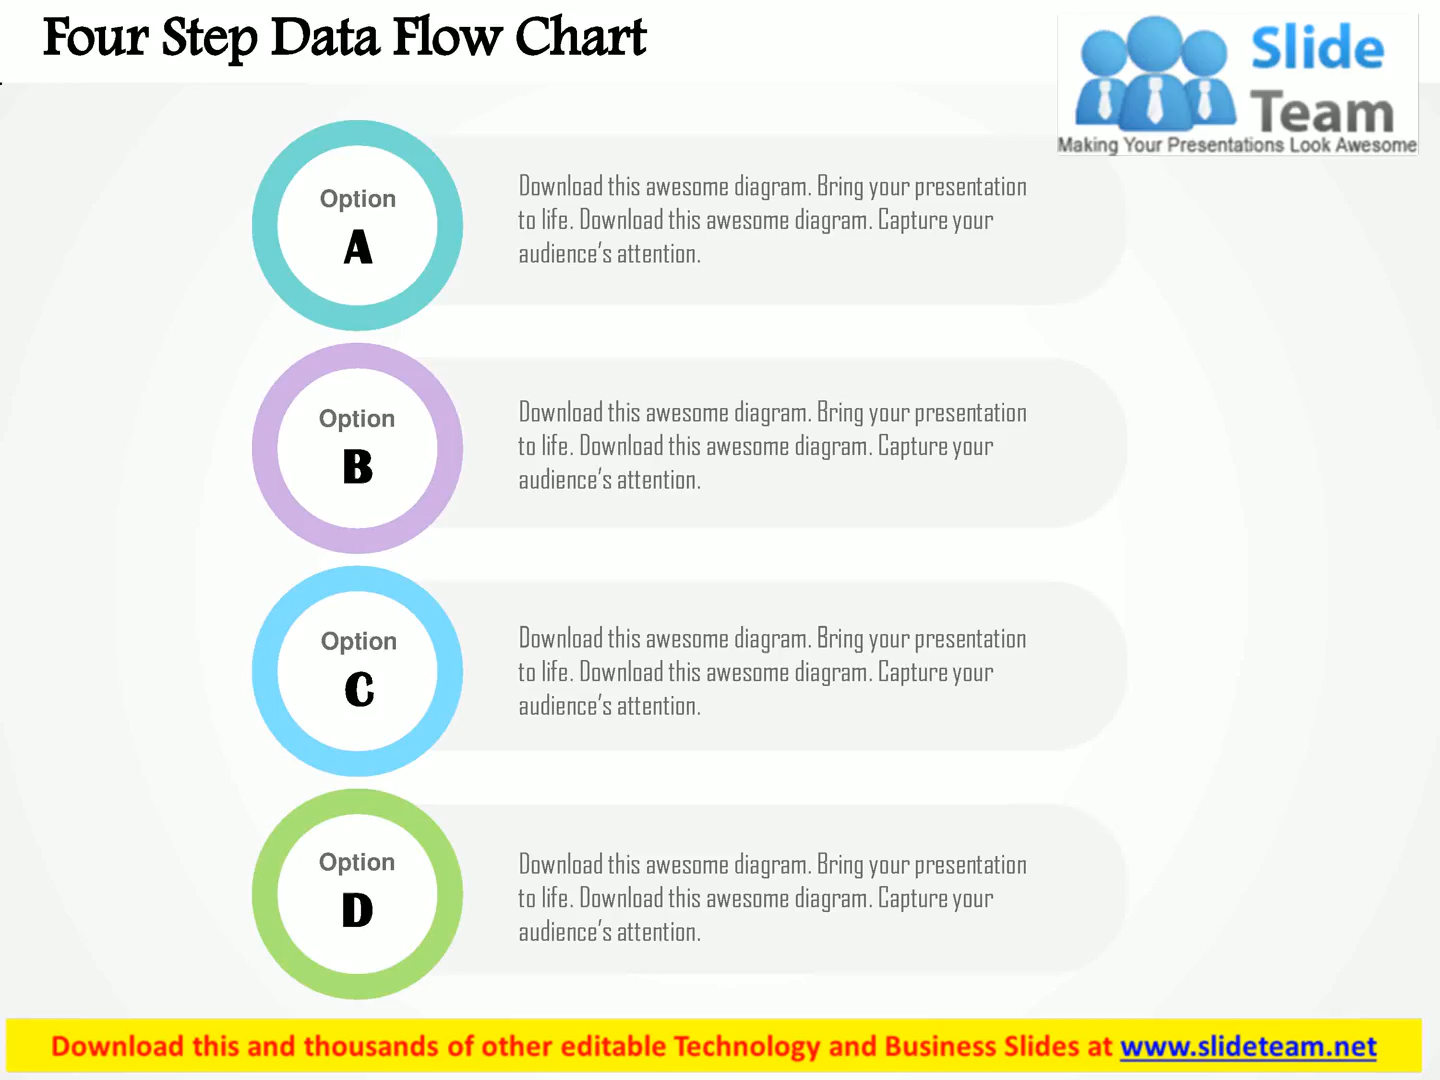 Four Step Data Flow Chart
Slide
Team
Making Your Presentations Look Awesome
Option
A
Download this awesome diagram. Bring your presentation
to life. Download this awesome diagram. Capture your
audience's attention.
Option
B
Download this awesome diagram. Bring your presentation
to life. Download this awesome diagram. Capture your
audience's attention.
Option
C
Download this awesome diagram. Bring your presentation
to life. Download this awesome diagram. Capture your
audience's attention.
Option
D
Download this awesome diagram. Bring your presentation
to life. Download this awesome diagram. Capture your
audience's attention.
Download this and thousands of other editable Technology and Business Slides at www.slideteam.net